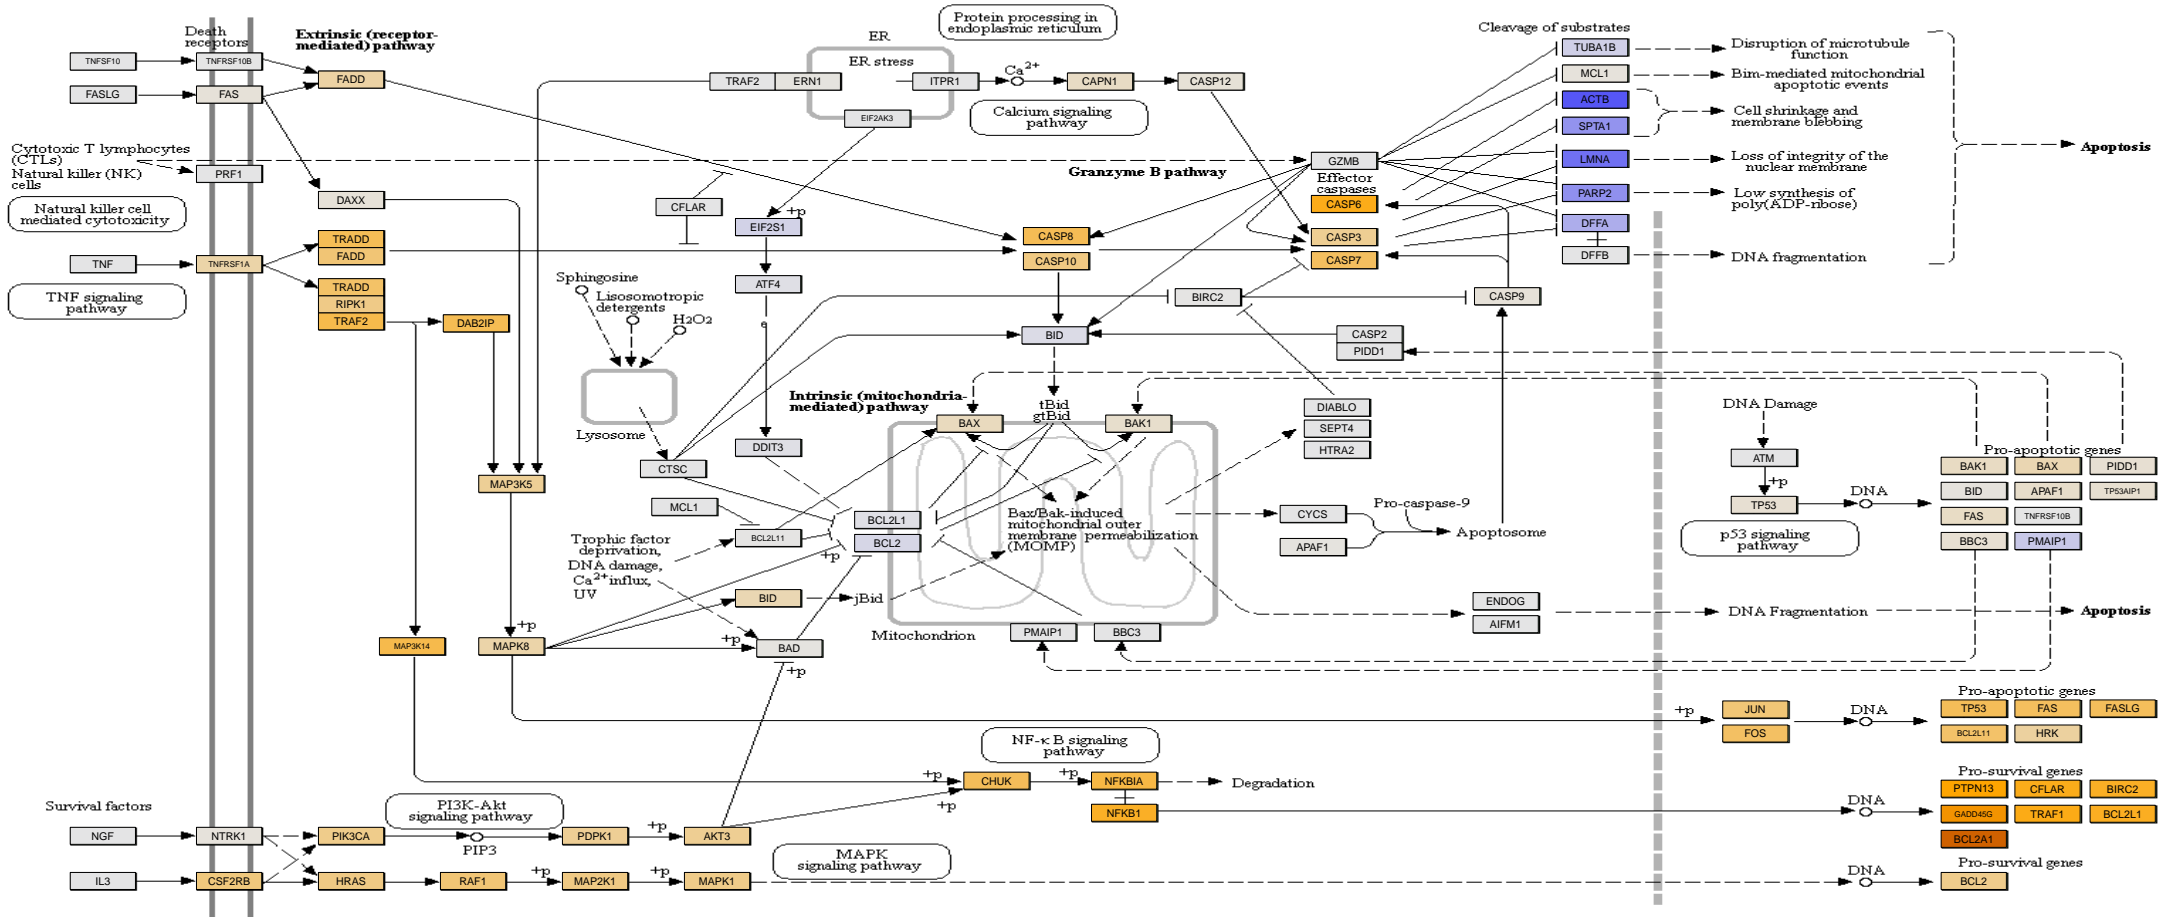 Protein processing in
endoplasmic reticulum
Death
receptors
Extrinsic (receptor-
mediated) pathway
ER
ER stress
Cleavage of substrates
TNFSF10
TNFRSF10B
FADD
FASLG
FAS
TRAF2
ERN1
ITPR1
Ca2+
CAPN1
CASP12
EIF2AK3
Calcium signaling
pathway
TUBA1B
Disruption of microtubule
function
MCL1
Bim-mediated mitochondrial
apoptotic events
ACTB
Cell shrinkage and
membrane blebbing
SPTA1
LMNA
Loss of integrity of the
nuclear membrane
PARP2
Low synthesis of
poly(ADP-ribose)
DFFA
DFFB
DNA fragmentation
Apoptosis
Cytotoxic T lymphocytes
(CTLs)
Natural killer (NK)
cells
PRF1
Natural killer cell
mediated cytotoxicity
DAXX
CFLAR
+p
EIF2S1
ATF4
e
Granzyme B pathway
GZMB
Effector
caspases
CASP6
CASP3
CASP7
CASP8
CASP10
TNF
TNFRSF1A
TRADD
FADD
TRADD
RIPK1
TRAF2
DAB2IP
TNF signaling
pathway
Sphingosine
Lisosomotropic
detergents
H2O2
Lysosome
BIRC2
CASP9
BID
CASP2
PIDD1
Intrinsic (mitochondria-
mediated) pathway
tBid
gtBid
BAX
BAK1
DIABLO
SEPT4
HTRA2
DDIT3
CTSC
MAP3K5
MCL1
BCL2L11
BCL2L1
BCL2
+p
Bax/Bak-induced
mitochondrial outer
membrane permeabilization
(MOMP)
CYCS
APAF1
Pro-caspase-9
Apoptosome
Trophic factor
deprivation,
DNA damage,
Ca2+influx,
UV
BID
jBid
Mitochondrion
PMAIP1
BBC3
ENDOG
AIFM1
DNA Fragmentation
Apoptosis
DNA Damage
ATM
+p
TP53
DNA
p53 signaling
pathway
Pro-apoptotic genes
BAK1
BAX
PIDD1
BID
APAF1
TP53AIP1
FAS
TNFRSF10B
BBC3
PMAIP1
MAP3K14
+p
MAPK8
+p
BAD
+p
+p
JUN
FOS
DNA
Pro-apoptotic genes
TP53
FAS
FASLG
BCL2L11
HRK
NF-κ B signaling
pathway
+p
CHUK
+p
NFKBIA
Degradation
+p
NFKB1
DNA
Pro-survival genes
PTPN13
CFLAR
BIRC2
GADD45G
TRAF1
BCL2L1
BCL2A1
Survival factors
PI3K-Akt
signaling pathway
NGF
NTRK1
PIK3CA
PIP3
PDPK1
+p
AKT3
MAPK
signaling pathway
IL3
CSF2RB
HRAS
RAF1
+p
MAP2K1
+p
MAPK1
DNA
Pro-survival genes
BCL2